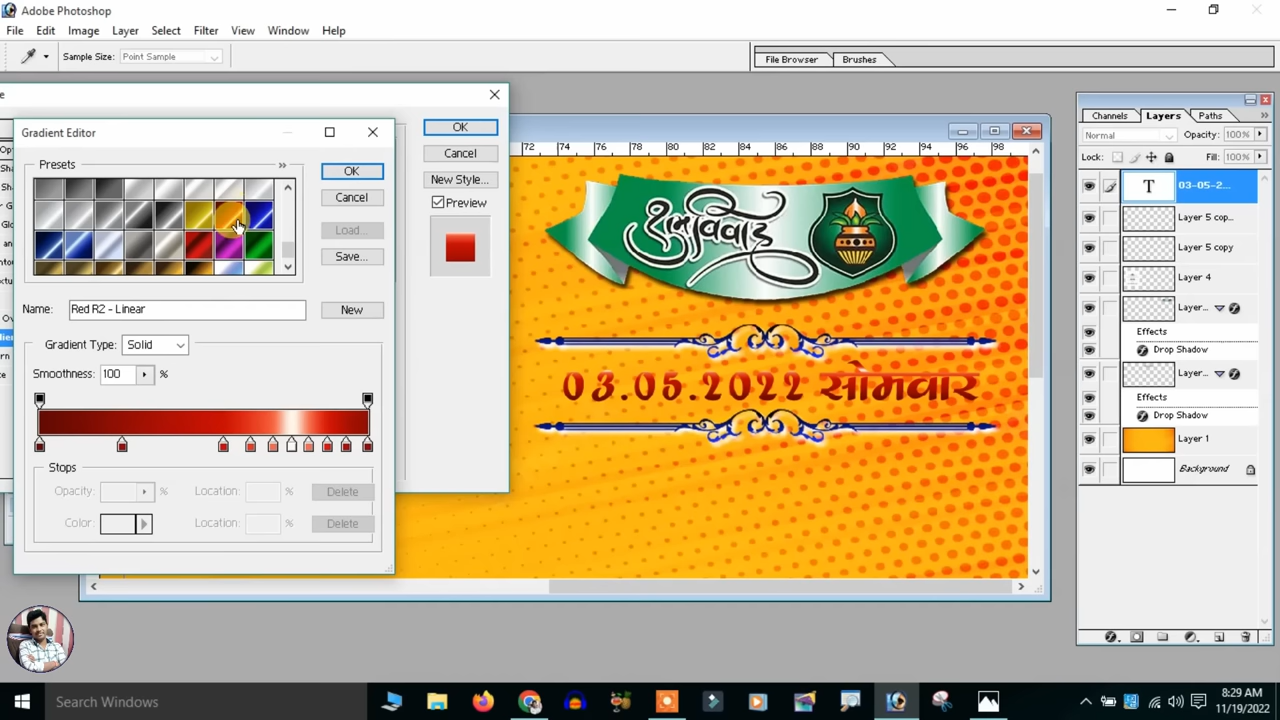 Adobe Photoshop
File Edit Image Layer Select Filter View Window Help
Sample Size: Point Sample
File Browser Brushes
Gradient Editor
Presets
OK
Cancel
Load...
Save...
Name: Red R2 - Linear
New
Gradient Type: Solid
Smoothness: 100 %
Stops
Opacity: % Location: % Delete
Color: Location: % Delete
OK
Cancel
New Style...
Preview
72 74 76 78 80 82 84 86 88 90 92 94 96 98
शुभ विवाह
03.05.2022 सोमवार
Channels Layers Paths
Normal Opacity: 100%
Lock: Fill: 100%
T 03-05-2...
Layer 5 cop...
Layer 5 copy
Layer 4
Layer...
Effects
Drop Shadow
Layer...
Effects
Drop Shadow
Layer 1
Background
Search Windows
8:29 AM
11/19/2022